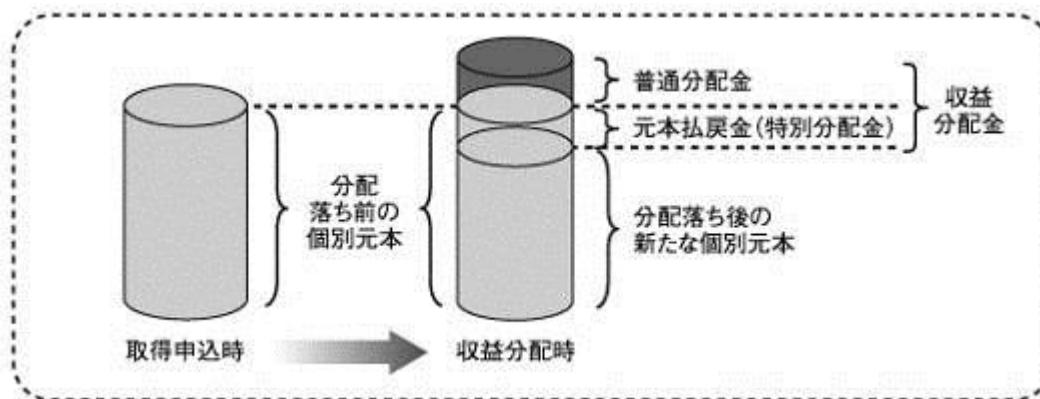 普通分配金
元本払戻金(特別分配金)
収益
分配金
分配
落ち前の
個別元本
分配落ち後の
新たな個別元本
取得申込時
収益分配時